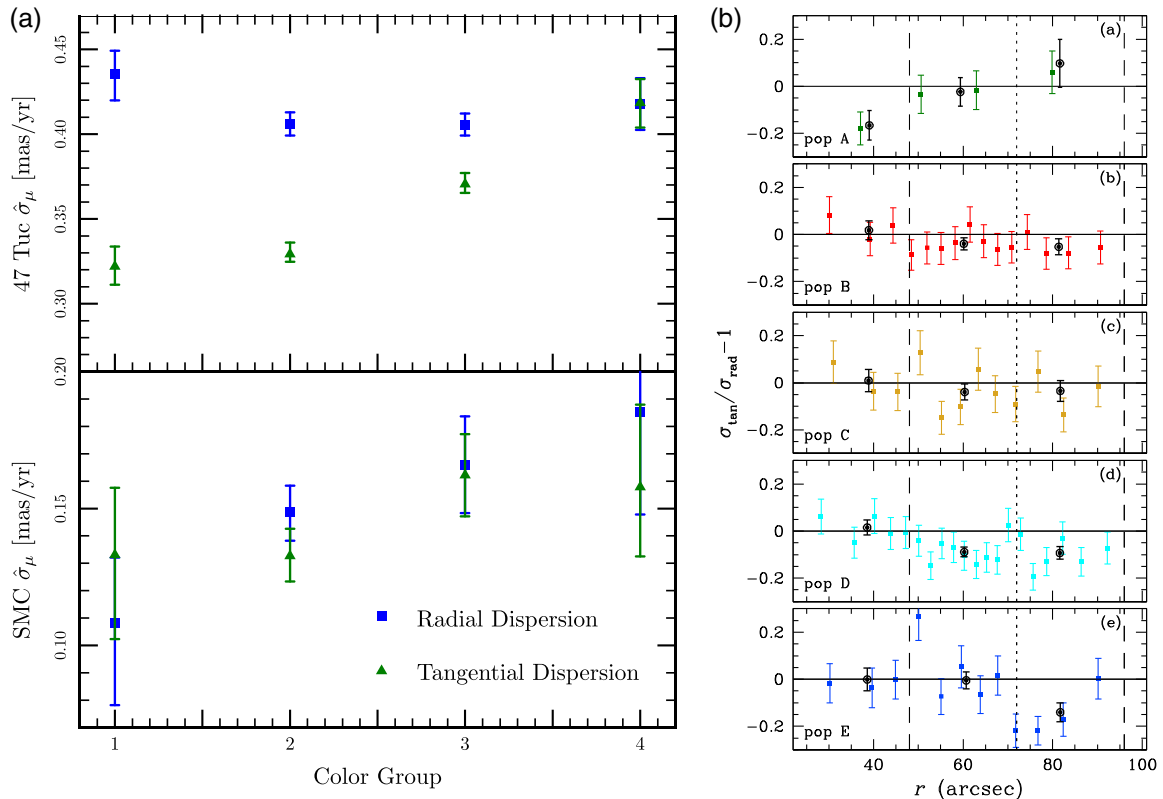 (a)
47 Tuc σ̂μ [mas/yr]
0.45
0.40
0.35
0.30
0.20
SMC σ̂μ [mas/yr]
0.15
0.10
Radial Dispersion
Tangential Dispersion
1 2 3 4
Color Group
(b)
σtan/σrad−1
0.2
0
−0.2
pop A
(a)
0.2
0
−0.2
pop B
(b)
0.2
0
−0.2
pop C
(c)
0.2
0
−0.2
pop D
(d)
0.2
0
−0.2
pop E
(e)
40 60 80 100
r (arcsec)